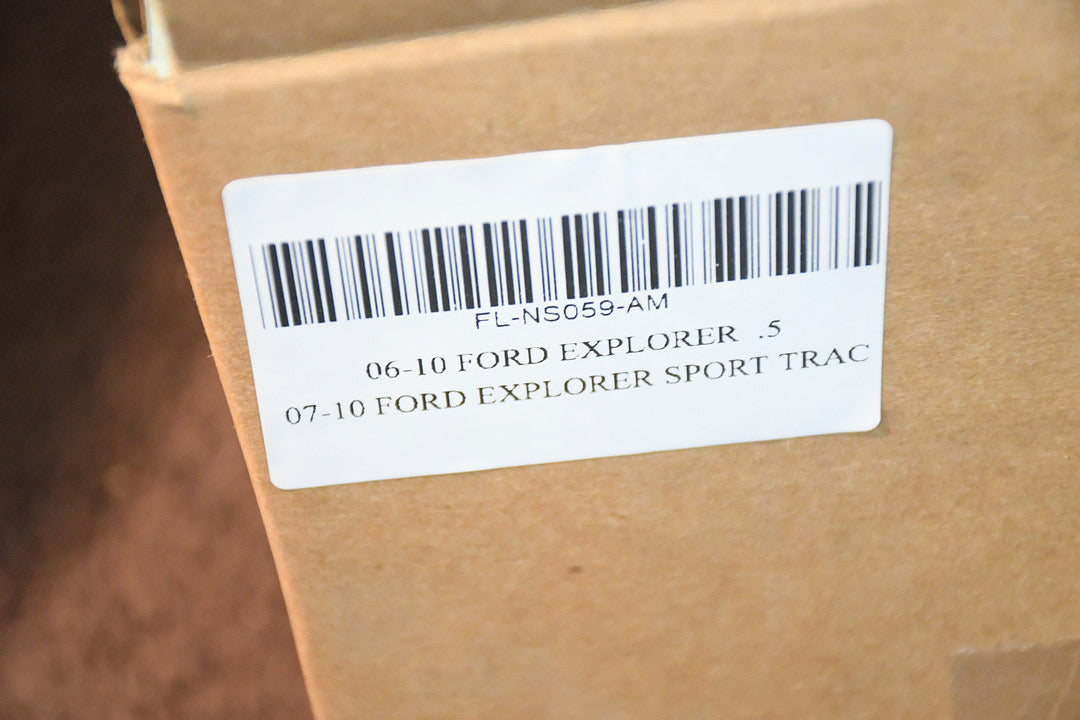 FL-NS059-AM
06-10 FORD EXPLORER .5
07-10 FORD EXPLORER SPORT TRAC